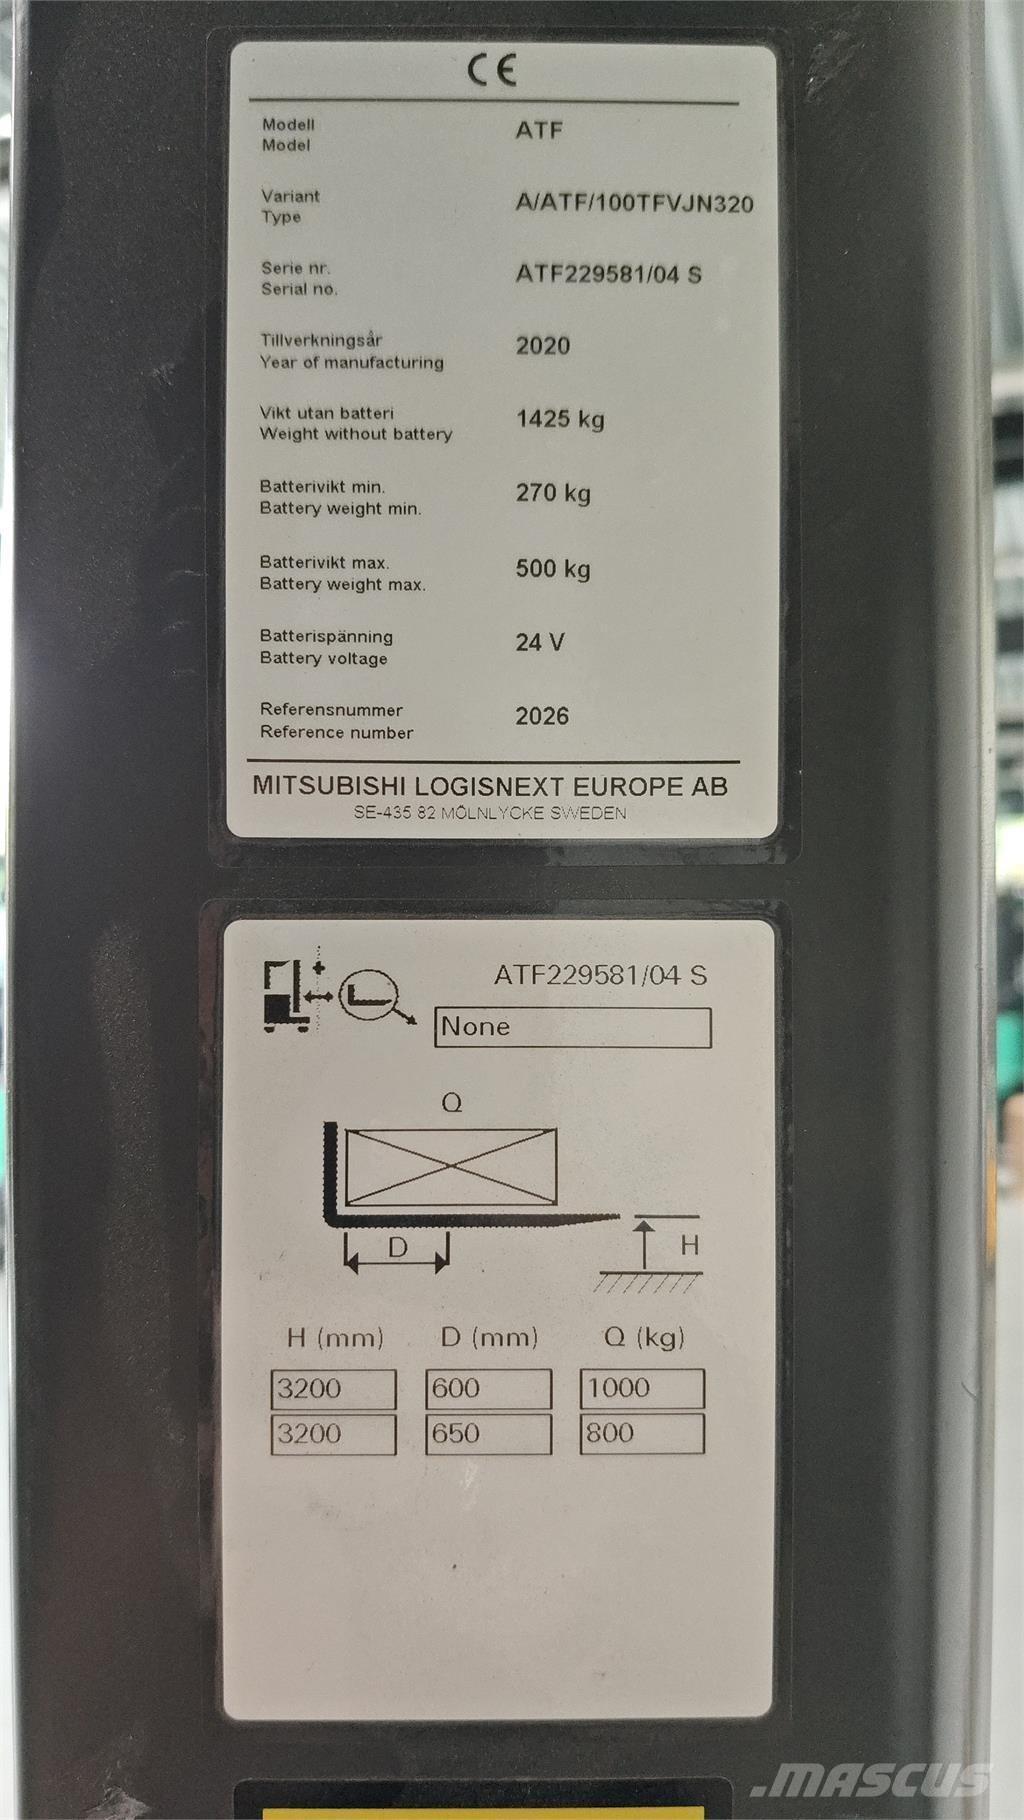 CE
Modell
Model
ATF
Variant
Type
A/ATF/100TFVJN320
Serie nr.
Serial no.
ATF229581/04 S
Tillverkningsår
Year of manufacturing
2020
Vikt utan batteri
Weight without battery
1425 kg
Batterivikt min.
Battery weight min.
270 kg
Batterivikt max.
Battery weight max.
500 kg
Batterispänning
Battery voltage
24 V
Referensnummer
Reference number
2026
MITSUBISHI LOGISNEXT EUROPE AB
SE-435 82 MÖLNLYCKE SWEDEN
ATF229581/04 S
None
Q
D
H
H (mm) D (mm) Q (kg)
3200 600 1000
3200 650 800
.MASCUS